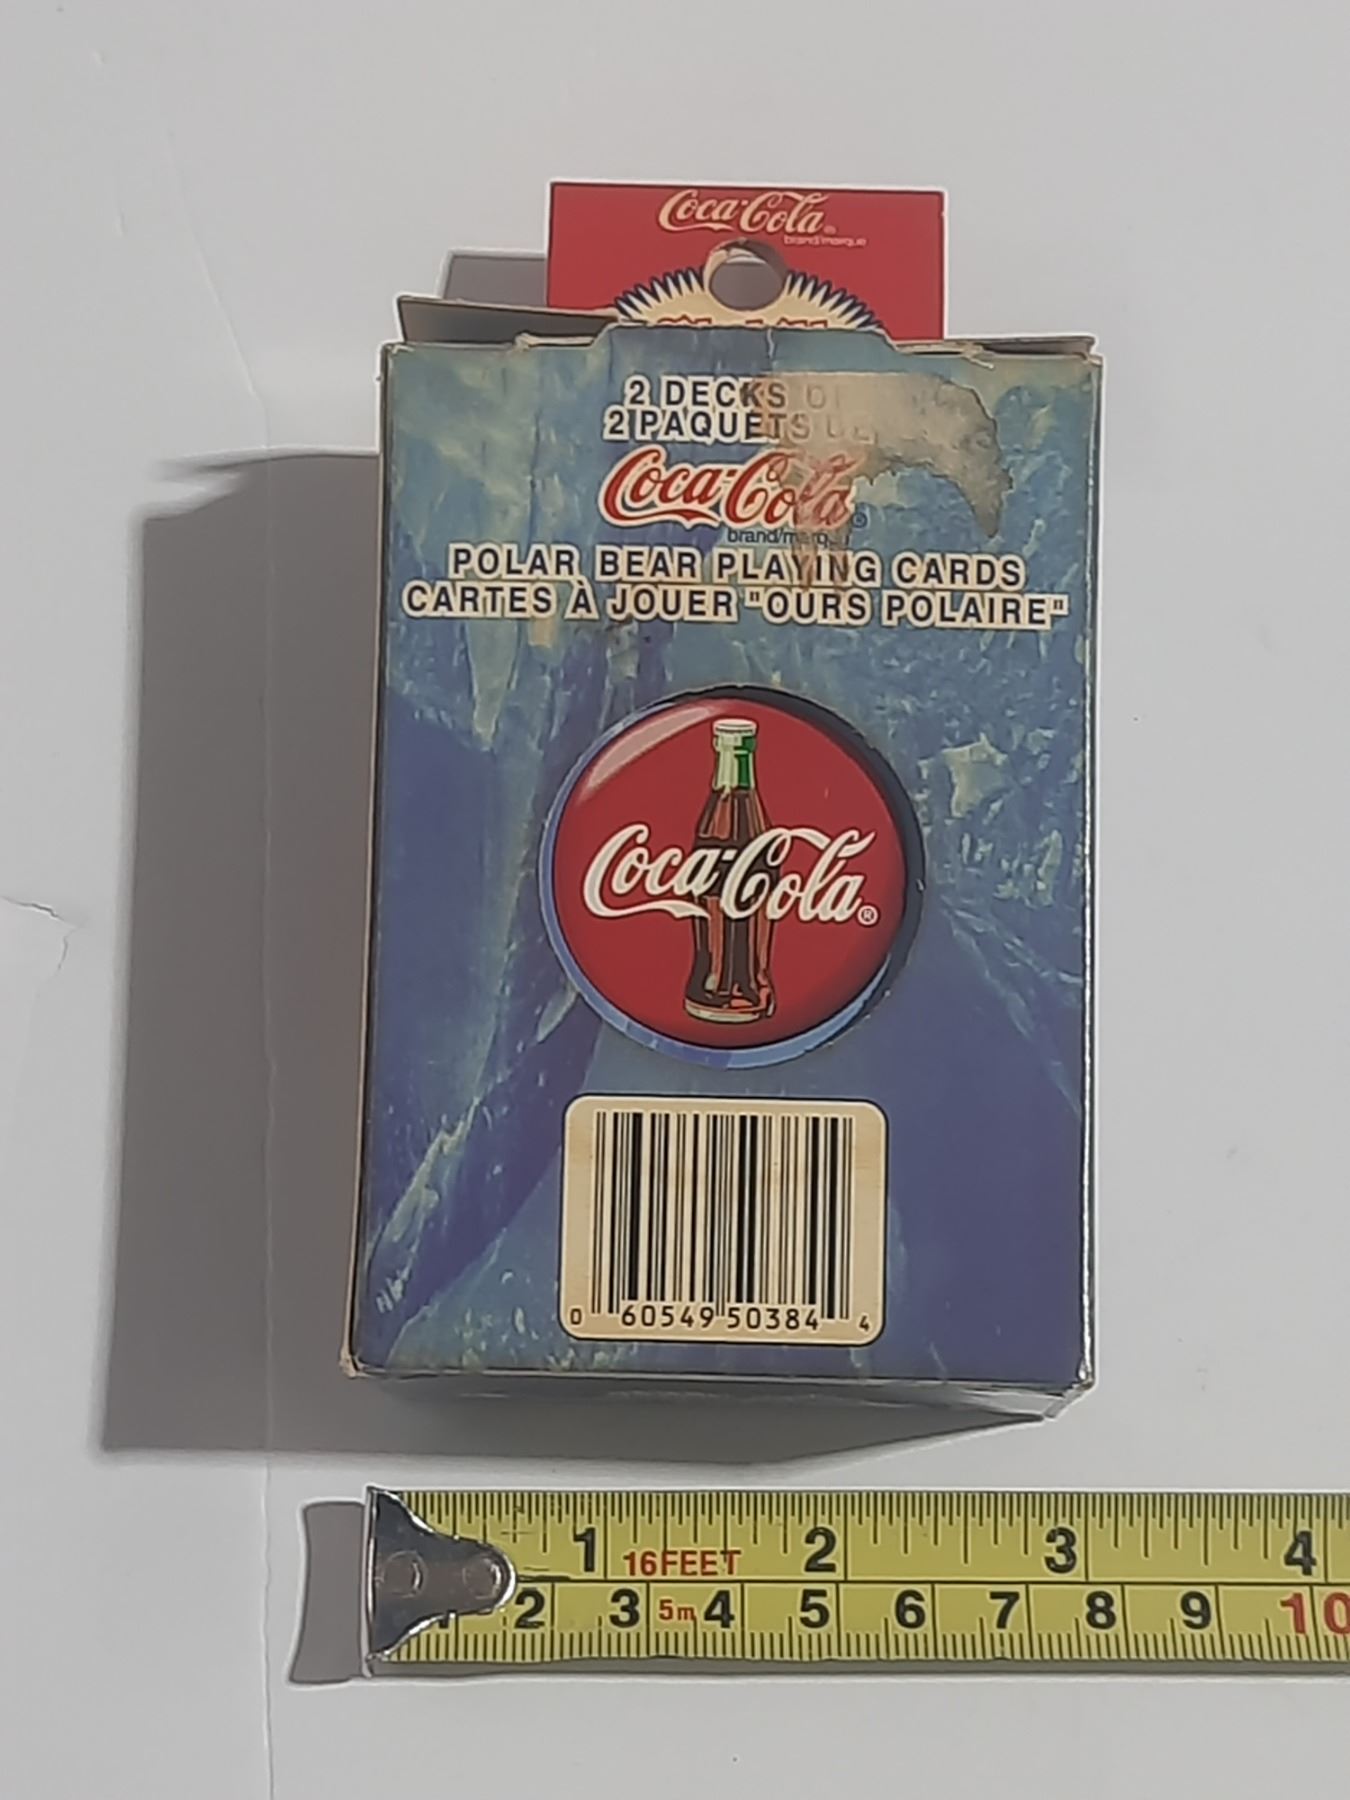 Coca-Cola®
brand/marque
2 DECKS
2 PAQUETS
Coca-Cola®
POLAR BEAR PLAYING CARDS
CARTES À JOUER "OURS POLAIRE"
Coca-Cola®
0 60549 50384 4
1 16FEET 2 3 4
2 3 5m 4 5 6 7 8 9 10